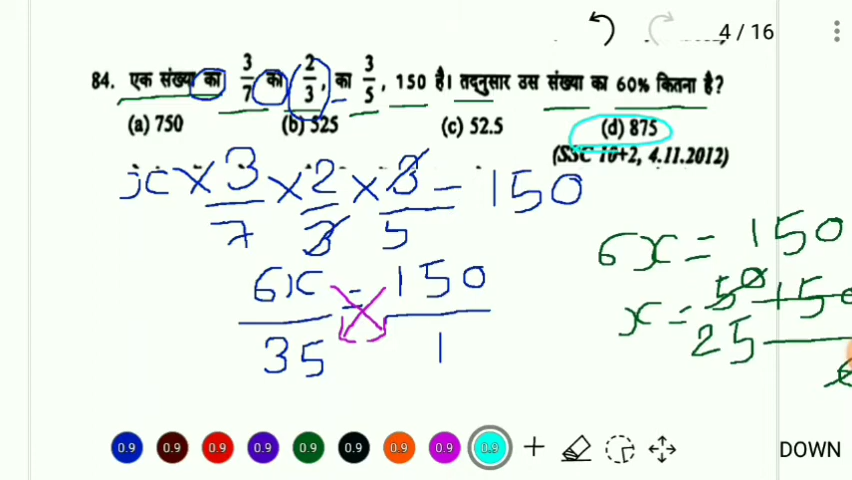 4 / 16
84. एक संख्या का 3/7 का 2/3, का 3/5, 150 है। तद्नुसार उस संख्या का 60% कितना है?
(a) 750 (b) 525 (c) 52.5 (d) 875
(SSC 10+2, 4.11.2012)
x × 3/7 × 2/3 × 3/5 = 150
6x/35 = 150/1
6x = 150
x =
50 150
25
0.9 0.9 0.9 0.9 0.9 0.9 0.9 0.9 0.9 DOWN